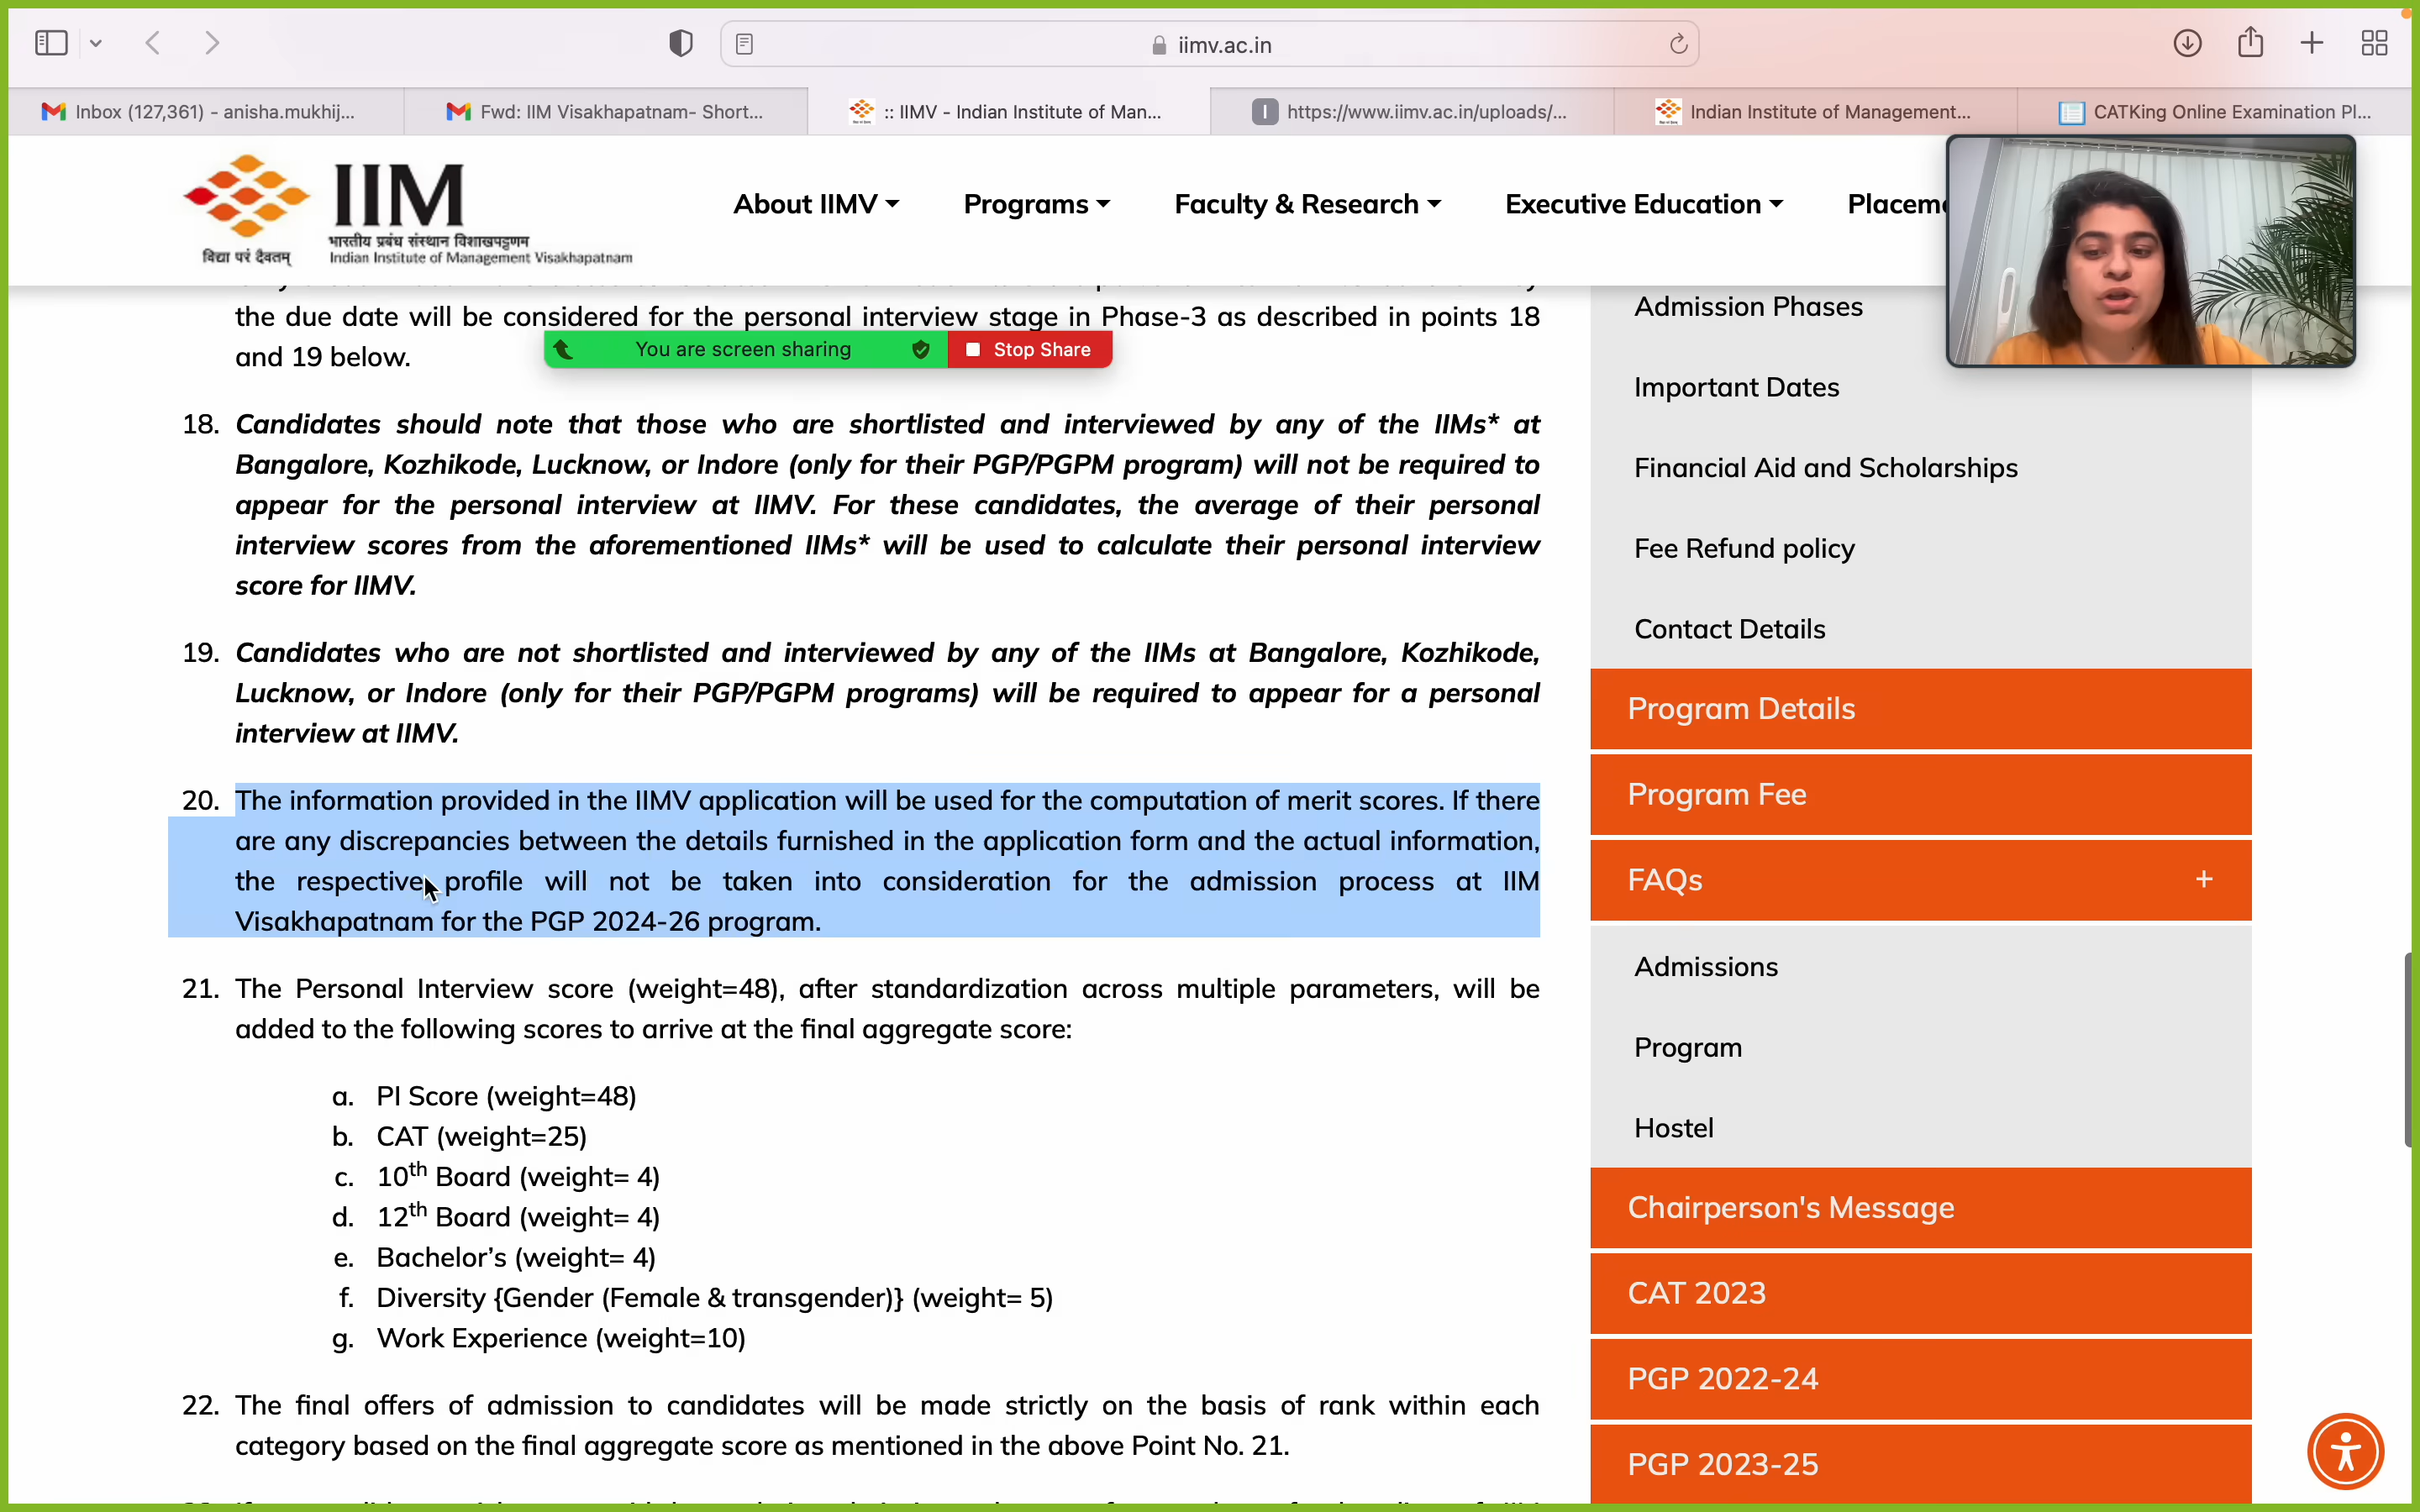 iimv.ac.in
Inbox (127,361) - anisha.mukhij...
Fwd: IIM Visakhapatnam- Short...
:: IIMV - Indian Institute of Man...
I https://www.iimv.ac.in/uploads/...
Indian Institute of Management...
CATKing Online Examination Pl...
विद्या परं दैवतम्
IIM
भारतीय प्रबंध संस्थान विशाखपट्टणम
Indian Institute of Management Visakhapatnam
About IIMV
Programs
Faculty & Research
Executive Education
Placeme
the due date will be considered for the personal interview stage in Phase-3 as described in points 18
and 19 below.
You are screen sharing
Stop Share
18. Candidates should note that those who are shortlisted and interviewed by any of the IIMs* at
Bangalore, Kozhikode, Lucknow, or Indore (only for their PGP/PGPM program) will not be required to
appear for the personal interview at IIMV. For these candidates, the average of their personal
interview scores from the aforementioned IIMs* will be used to calculate their personal interview
score for IIMV.
19. Candidates who are not shortlisted and interviewed by any of the IIMs at Bangalore, Kozhikode,
Lucknow, or Indore (only for their PGP/PGPM programs) will be required to appear for a personal
interview at IIMV.
20. The information provided in the IIMV application will be used for the computation of merit scores. If there
are any discrepancies between the details furnished in the application form and the actual information,
the respective profile will not be taken into consideration for the admission process at IIM
Visakhapatnam for the PGP 2024-26 program.
21. The Personal Interview score (weight=48), after standardization across multiple parameters, will be
added to the following scores to arrive at the final aggregate score:
a. PI Score (weight=48)
b. CAT (weight=25)
c. 10th Board (weight= 4)
d. 12th Board (weight= 4)
e. Bachelor’s (weight= 4)
f. Diversity {Gender (Female & transgender)} (weight= 5)
g. Work Experience (weight=10)
22. The final offers of admission to candidates will be made strictly on the basis of rank within each
category based on the final aggregate score as mentioned in the above Point No. 21.
Admission Phases
Important Dates
Financial Aid and Scholarships
Fee Refund policy
Contact Details
Program Details
Program Fee
FAQs +
Admissions
Program
Hostel
Chairperson's Message
CAT 2023
PGP 2022-24
PGP 2023-25